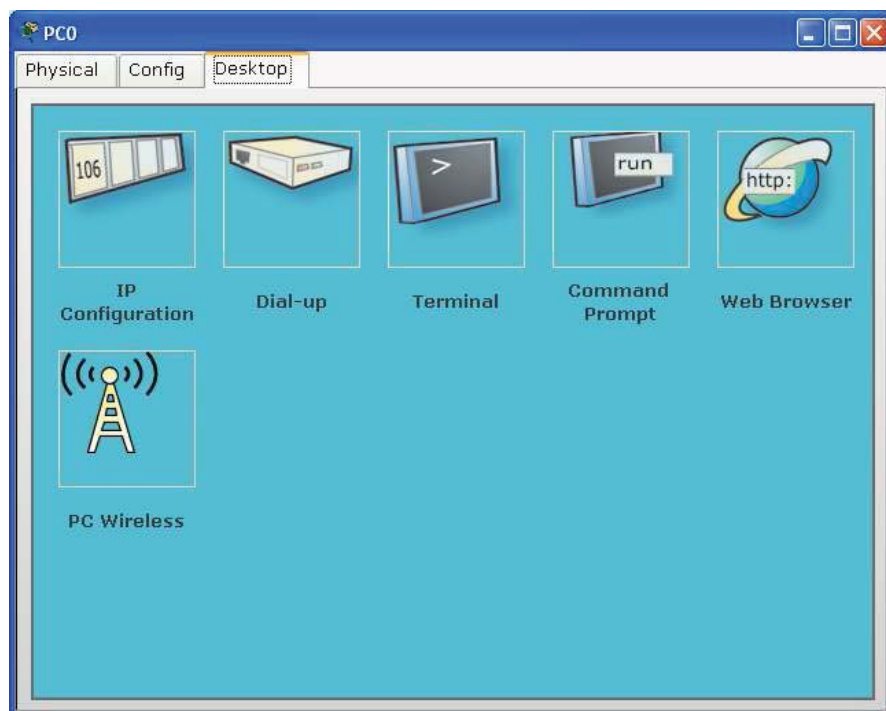 PC0
Physical Config Desktop
106
>
run
http:
IP
Configuration
Dial-up
Terminal
Command
Prompt
Web Browser
PC Wireless